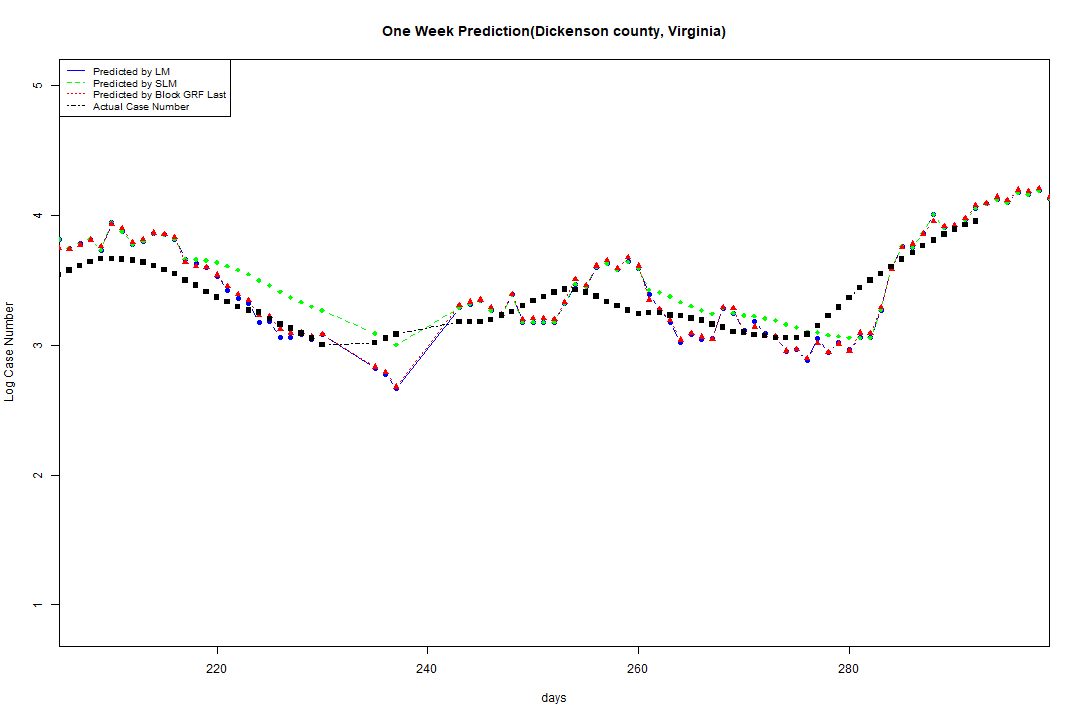 One Week Prediction(Dickenson county, Virginia)
Predicted by LM
Predicted by SLM
Predicted by Block GRF Last
Actual Case Number
5
4
3
2
1
Log Case Number
220 240 260 280
days